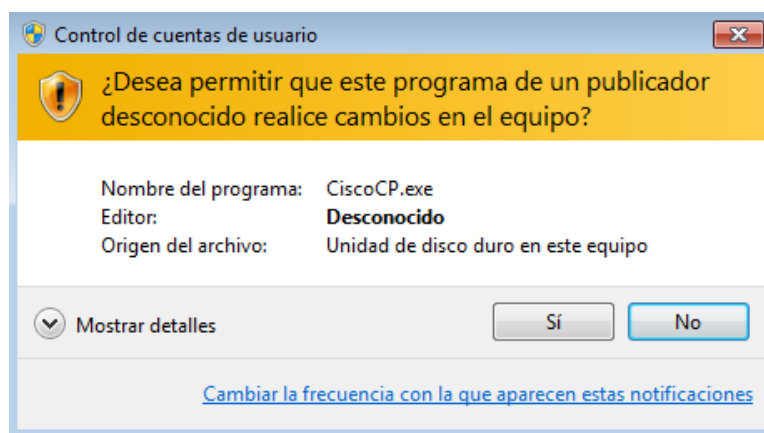 Control de cuentas de usuario
¿Desea permitir que este programa de un publicador
desconocido realice cambios en el equipo?
Nombre del programa: CiscoCP.exe
Editor: Desconocido
Origen del archivo: Unidad de disco duro en este equipo
Mostrar detalles Sí No
Cambiar la frecuencia con la que aparecen estas notificaciones